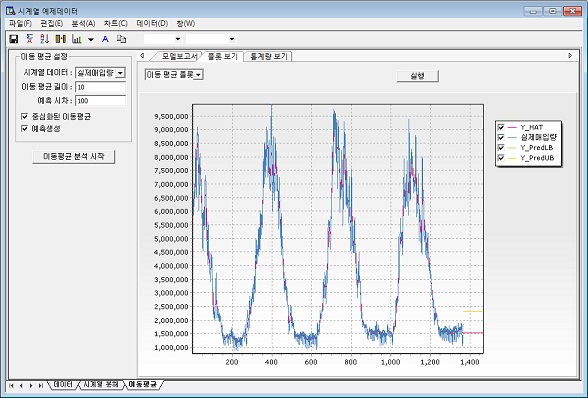 시계열 예제데이터
파일(F) 편집(E) 분석(A) 차트(C) 데이터(D) 창(W)
이동 평균 설정
시계열 데이터 : 실제매입량
이동 평균 길이 : 10
예측 시차 : 100
중심화된 이동평균
예측생성
이동평균 분석 시작
모델보고서 플롯 보기 통계량 보기
이동 평균 플롯
실행
9,500,000
9,000,000
8,500,000
8,000,000
7,500,000
7,000,000
6,500,000
6,000,000
5,500,000
5,000,000
4,500,000
4,000,000
3,500,000
3,000,000
2,500,000
2,000,000
1,500,000
1,000,000
200 400 600 800 1,000 1,200 1,400
Y_HAT
실제매입량
Y_PredLB
Y_PredUB
데이터 시계열 분해 이동평균